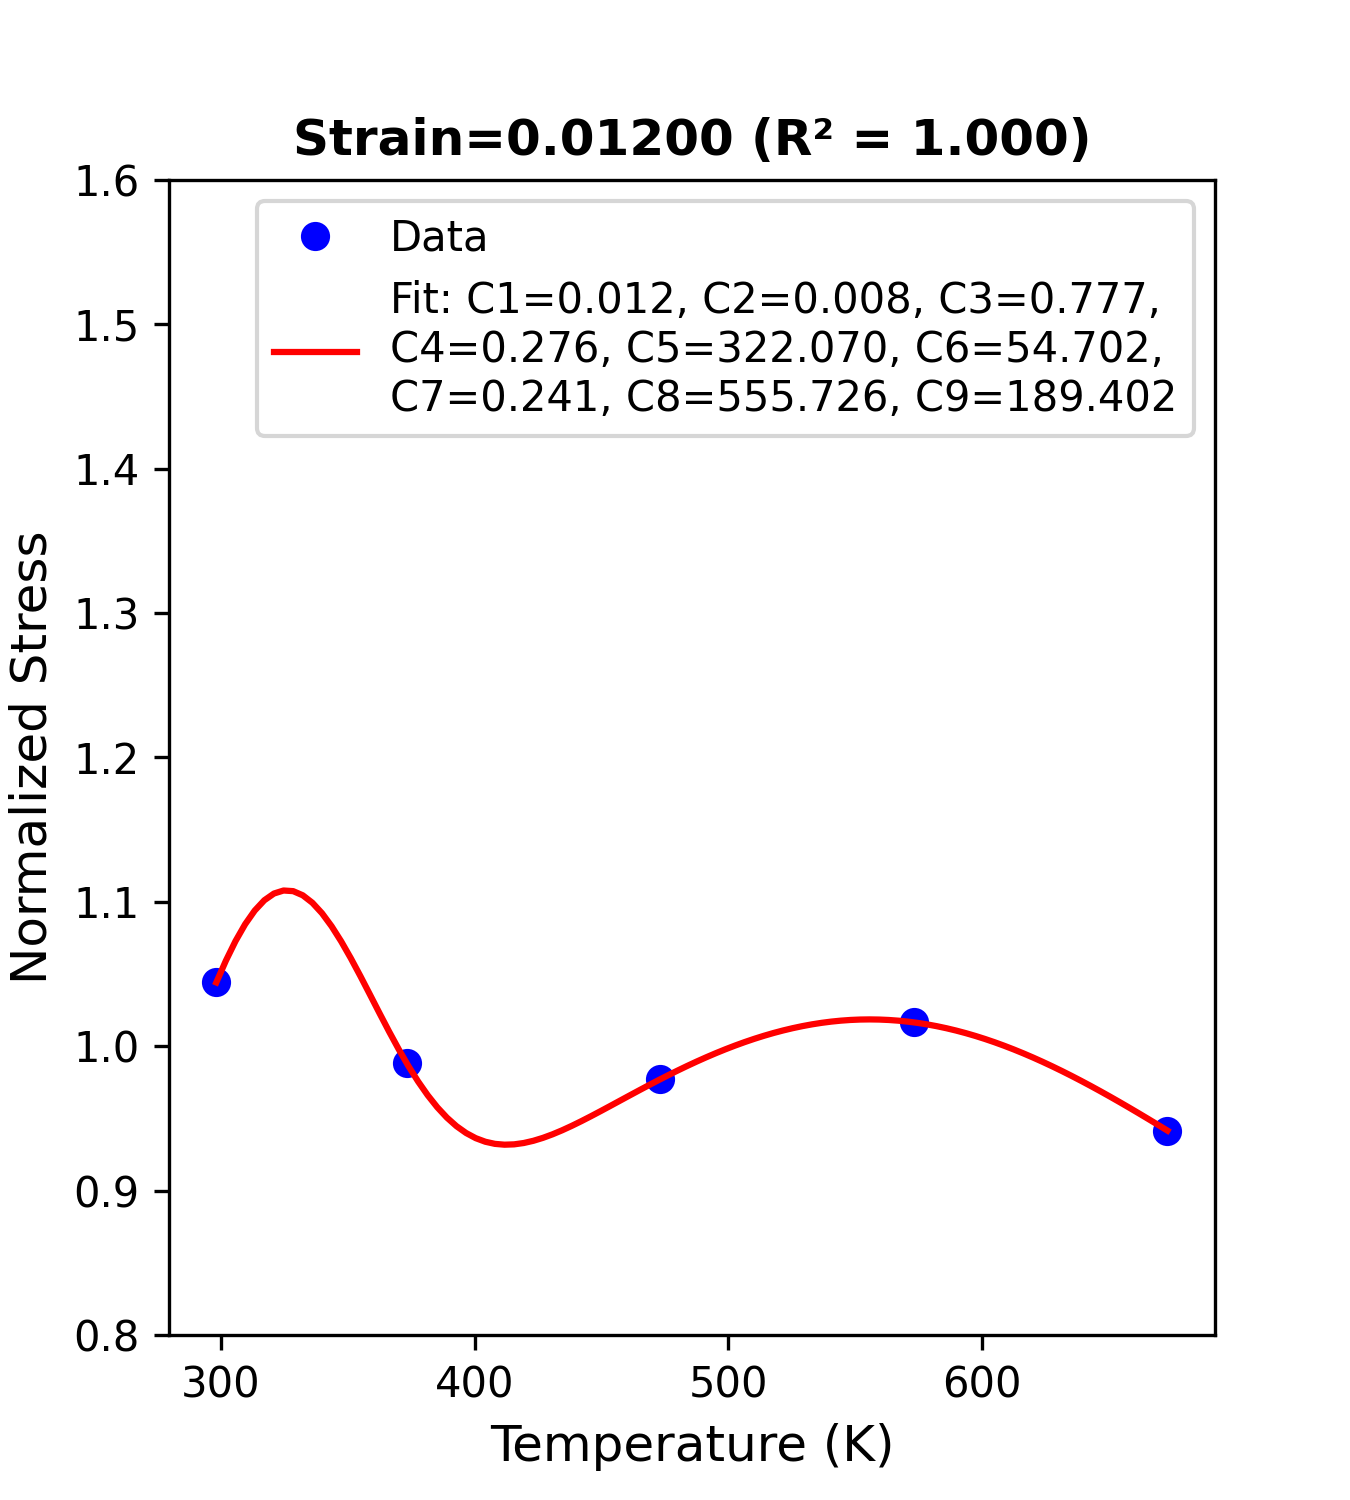 Strain=0.01200 (R² = 1.000)
1.6
1.5
1.4
1.3
1.2
1.1
1.0
0.9
0.8
Normalized Stress
Data
Fit: C1=0.012, C2=0.008, C3=0.777,
C4=0.276, C5=322.070, C6=54.702,
C7=0.241, C8=555.726, C9=189.402
300 400 500 600
Temperature (K)